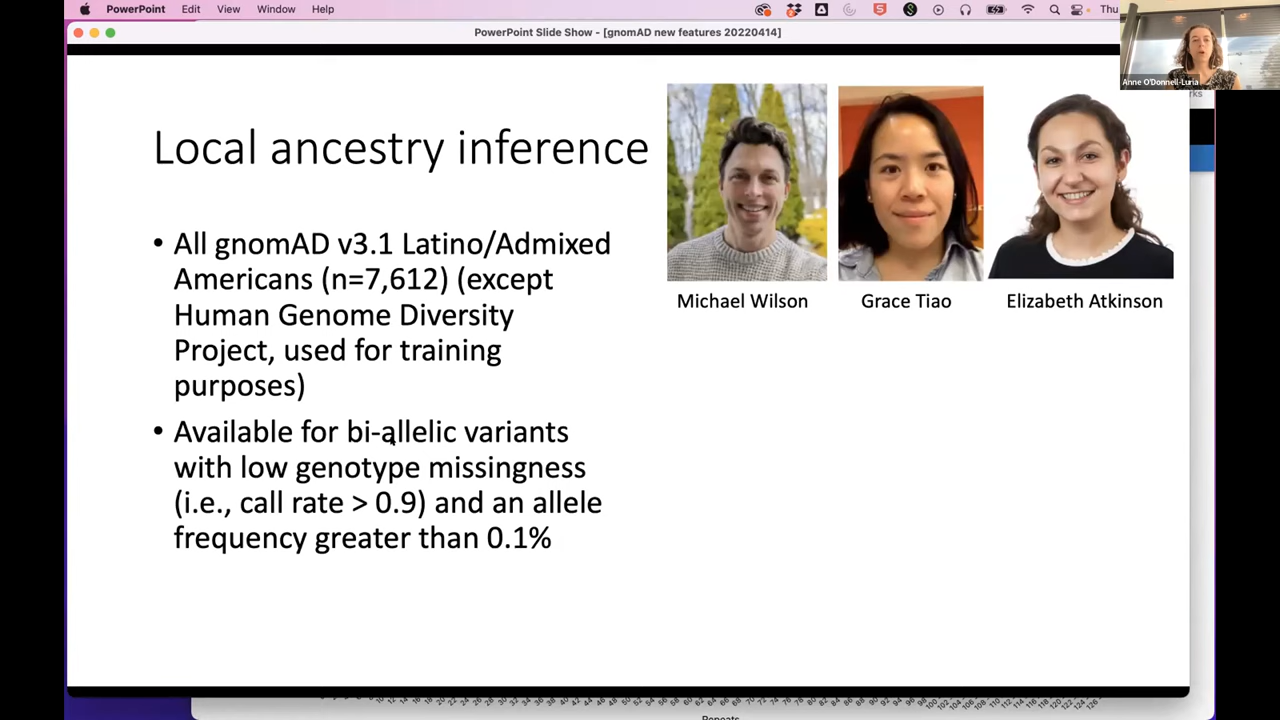 PowerPoint Edit View Window Help
Thu
PowerPoint Slide Show - [gnomAD new features 20220414]
Anne O'Donnell-Luria
Local ancestry inference
• All gnomAD v3.1 Latino/Admixed
Americans (n=7,612) (except
Human Genome Diversity
Project, used for training
purposes)
• Available for bi-allelic variants
with low genotype missingness
(i.e., call rate > 0.9) and an allele
frequency greater than 0.1%
Michael Wilson
Grace Tiao
Elizabeth Atkinson
Repeats